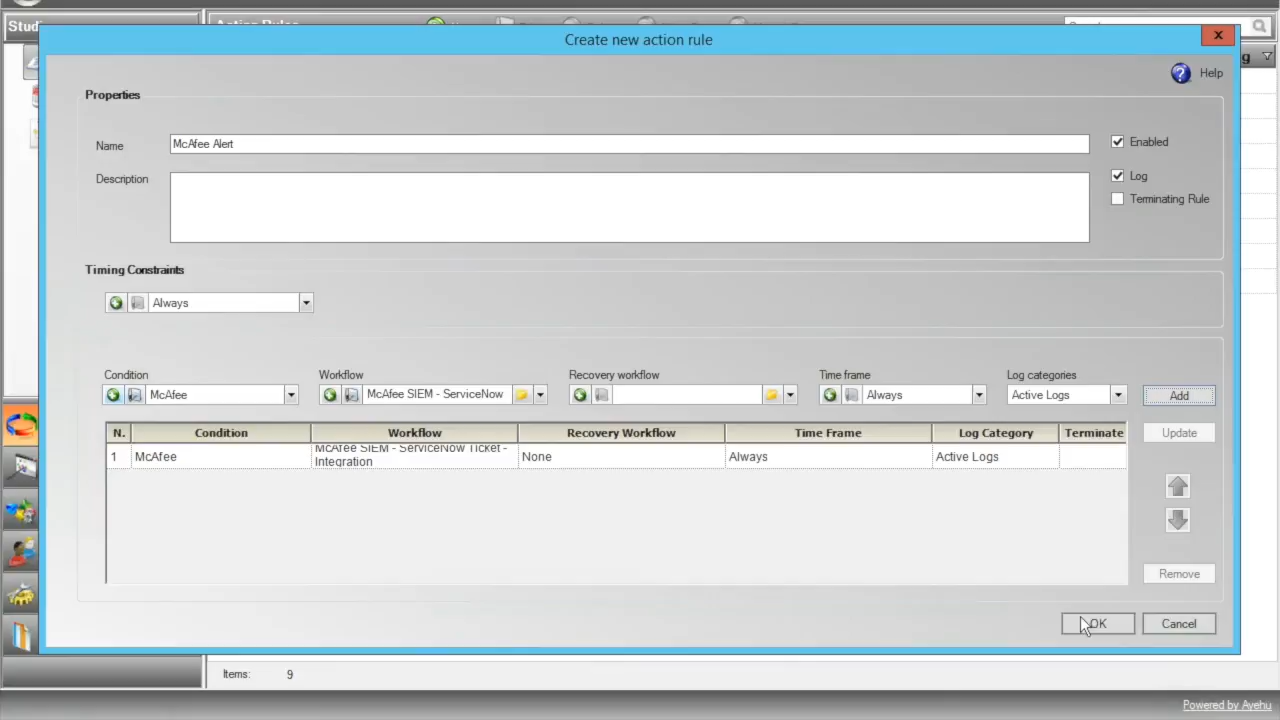 Create new action rule
x
Help
Properties
Name
McAfee Alert
Enabled
Description
Log
Terminating Rule
Timing Constraints
Always
Condition
Workflow
Recovery workflow
Time frame
Log categories
McAfee
McAfee SIEM - ServiceNow
Always
Active Logs
Add
N.
Condition
Workflow
Recovery Workflow
Time Frame
Log Category
Terminate
Update
1
McAfee
McAfee SIEM - ServiceNow Ticket -
Integration
None
Always
Active Logs
Remove
OK
Cancel
Items:
9
Powered by Ayehu